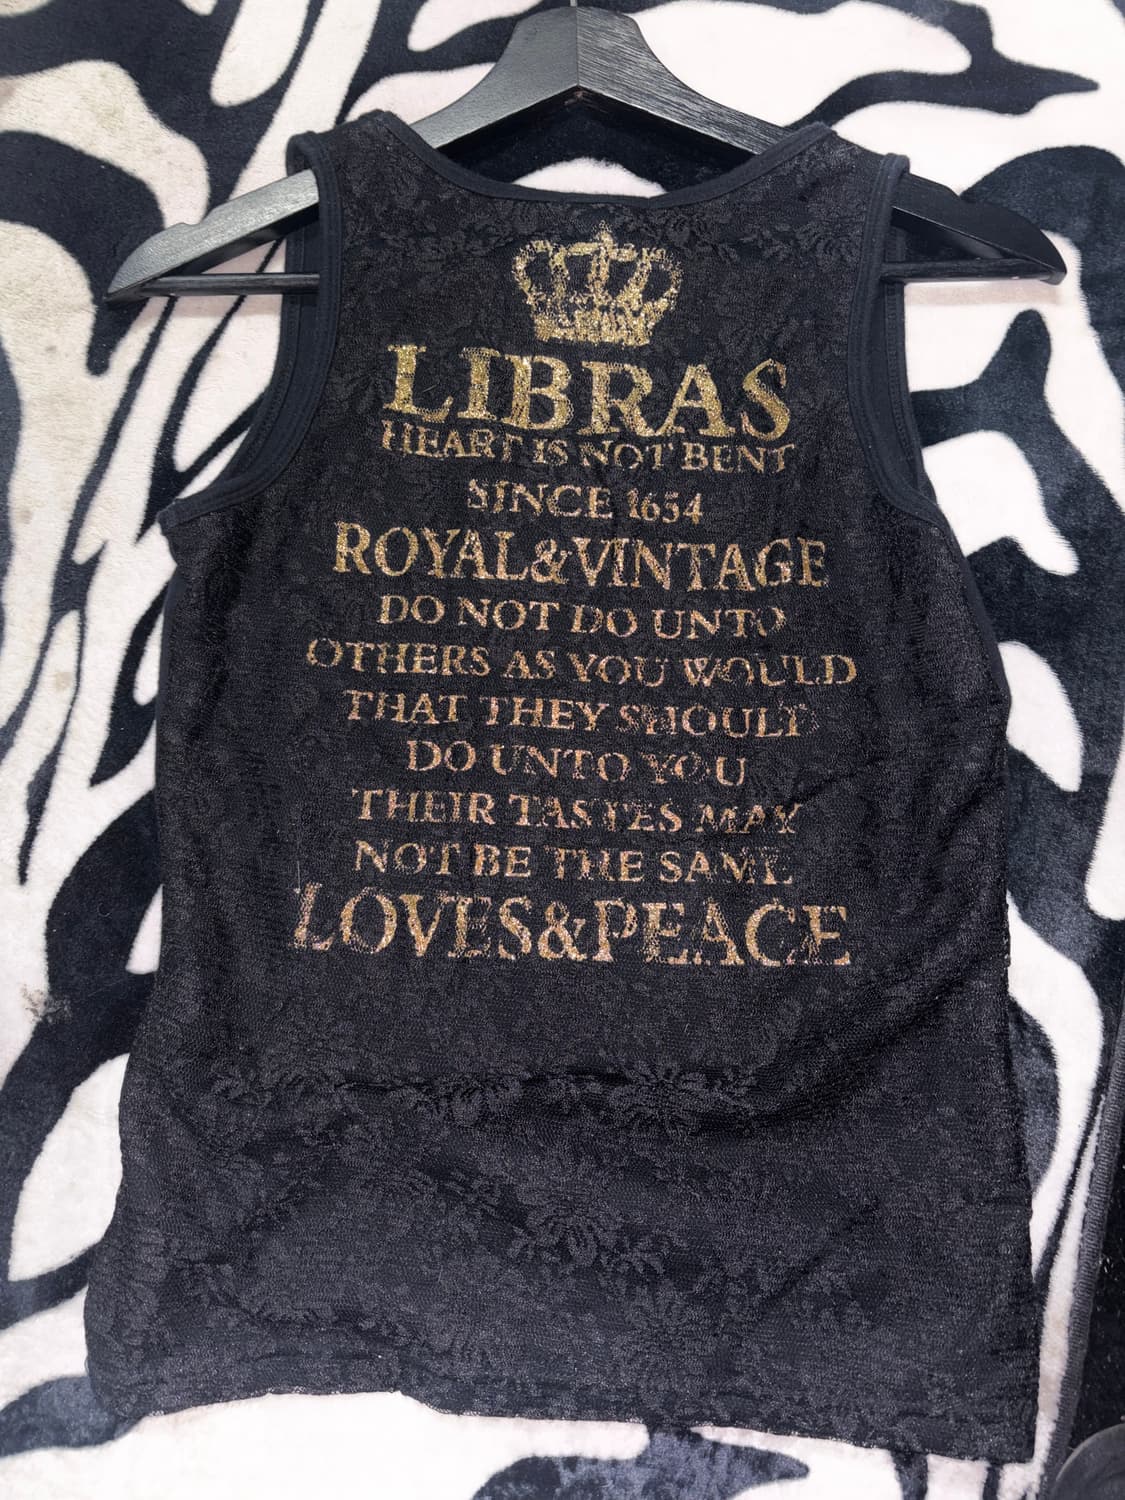 LIBRAS
HEART IS NOT BENT
SINCE 1654
ROYAL&VINTAGE
DO NOT DO UNTO
OTHERS AS YOU WOULD
THAT THEY SHOULD
DO UNTO YOU
THEIR TASTES MAY
NOT BE THE SAME
LOVES&PEACE